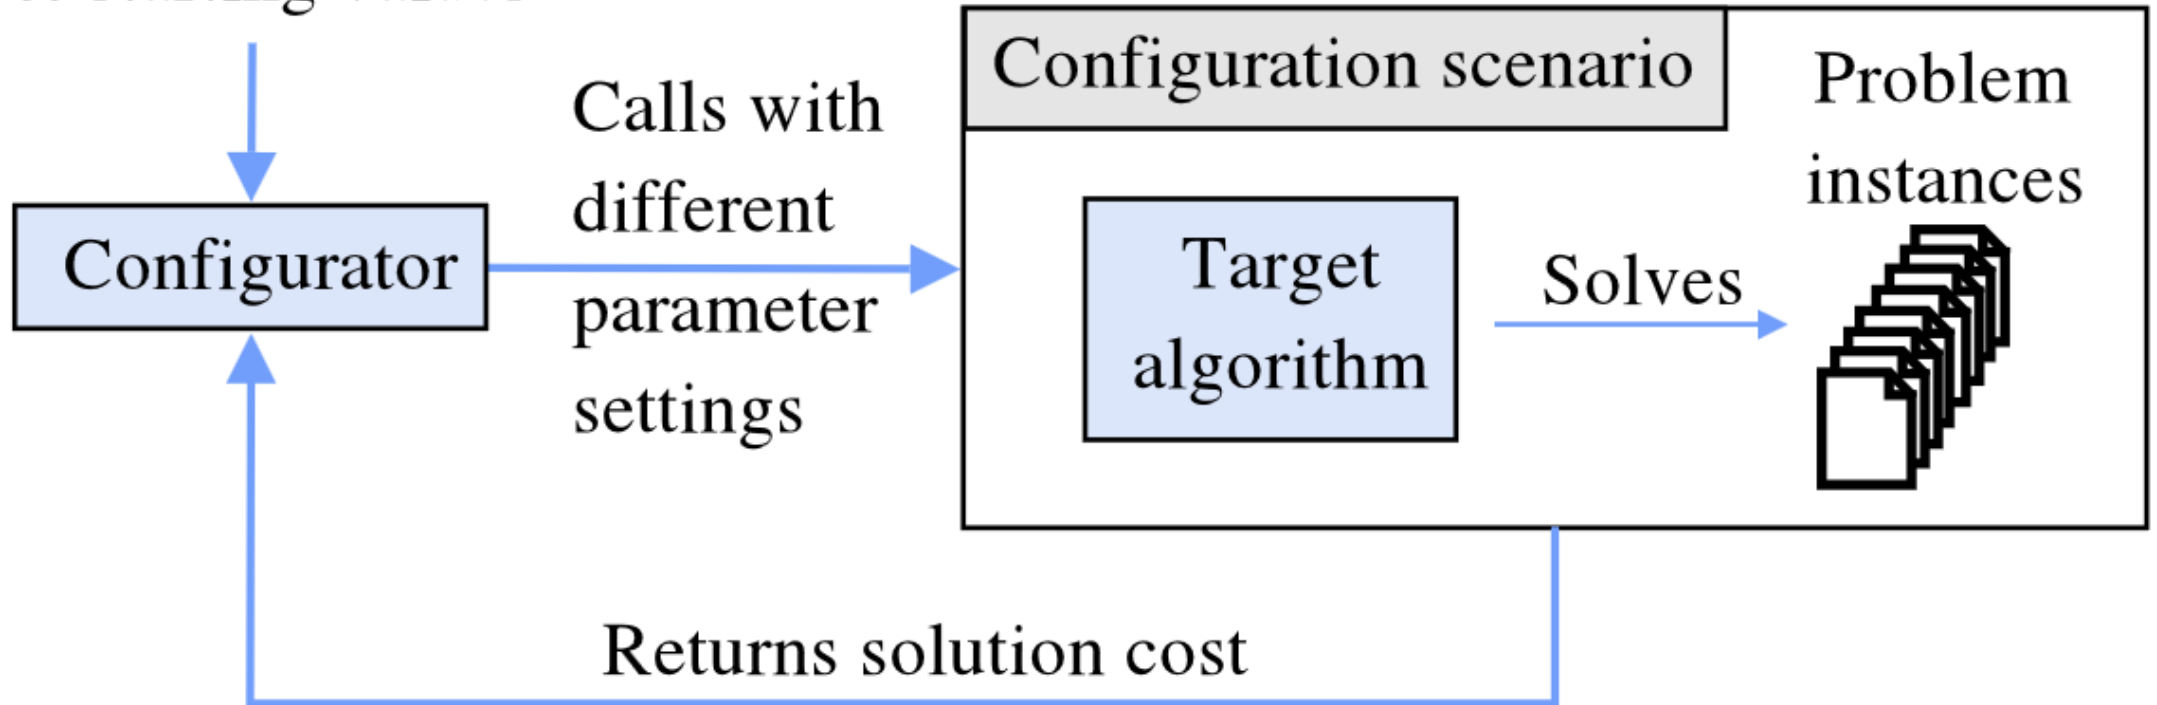 Configuration scenario
Problem
instances
Calls with
different
parameter
settings
Configurator
Target
algorithm
Solves
Returns solution cost